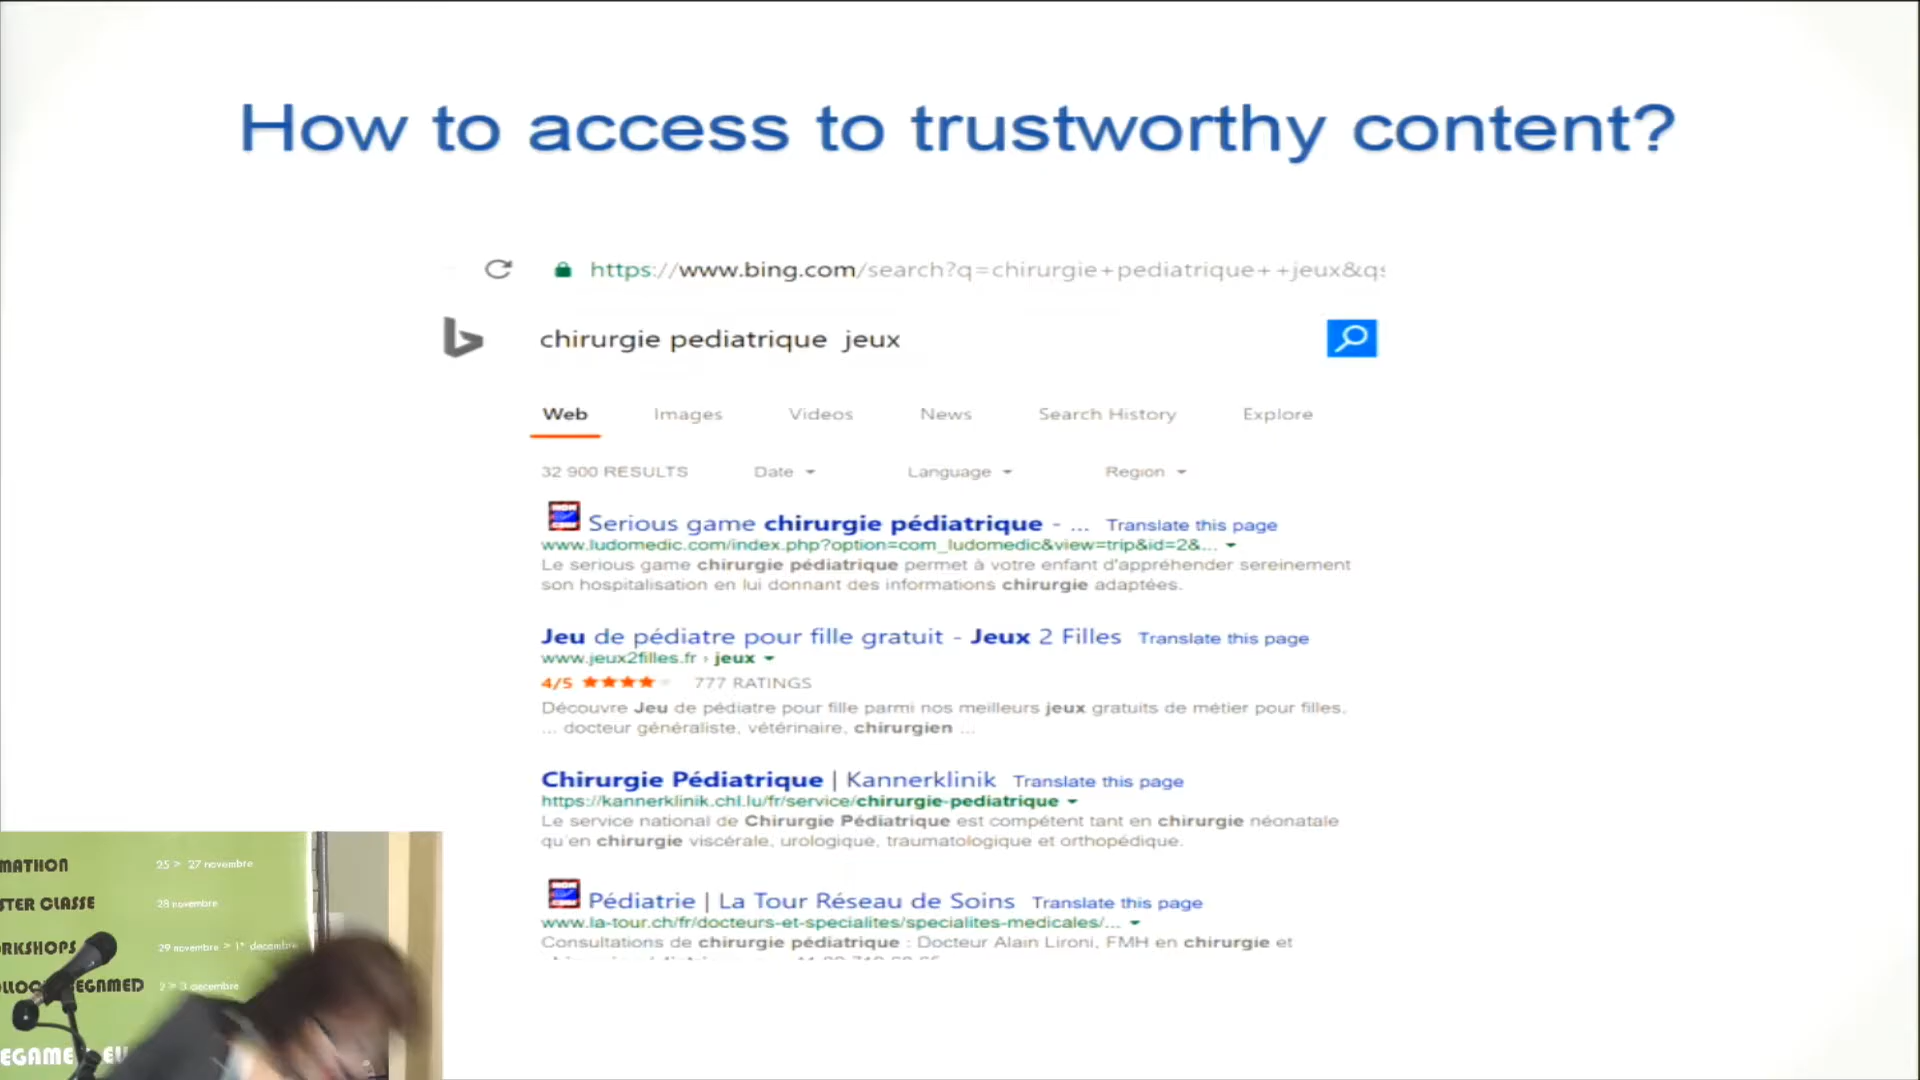 How to access to trustworthy content?
https://www.bing.com/search?q=chirurgie+pediatrique++jeux&qs
chirurgie pediatrique jeux
Web Images Videos News Search History Explore
32 900 RESULTS Date Language Region
Serious game chirurgie pédiatrique - ... Translate this page
www.ludomedic.com/index.php?option=com_ludomedic&view=trip&id=2&...
Le serious game chirurgie pédiatrique permet à votre enfant d'appréhender sereinement
son hospitalisation en lui donnant des informations chirurgie adaptées.
Jeu de pédiatre pour fille gratuit - Jeux 2 Filles Translate this page
www.jeux2filles.fr › jeux
4/5 777 RATINGS
Découvre Jeu de pédiatre pour fille parmi nos meilleurs jeux gratuits de métier pour filles.
... docteur généraliste, vétérinaire, chirurgien ...
Chirurgie Pédiatrique | Kannerklinik Translate this page
https://kannerklinik.chl.lu/fr/service/chirurgie-pediatrique
Le service national de Chirurgie Pédiatrique est compétent tant en chirurgie néonatale
qu'en chirurgie viscérale, urologique, traumatologique et orthopédique.
Pédiatrie | La Tour Réseau de Soins Translate this page
www.la-tour.ch/fr/docteurs-et-specialites/specialites-medicales/...
Consultations de chirurgie pédiatrique : Docteur Alain Lironi, FMH en chirurgie et
MATHON 25 > 27 novembre
STER CLASSE 28 novembre
RKSHOPS 29 novembre > 1er décembre
EGAMED 2 > 3 décembre